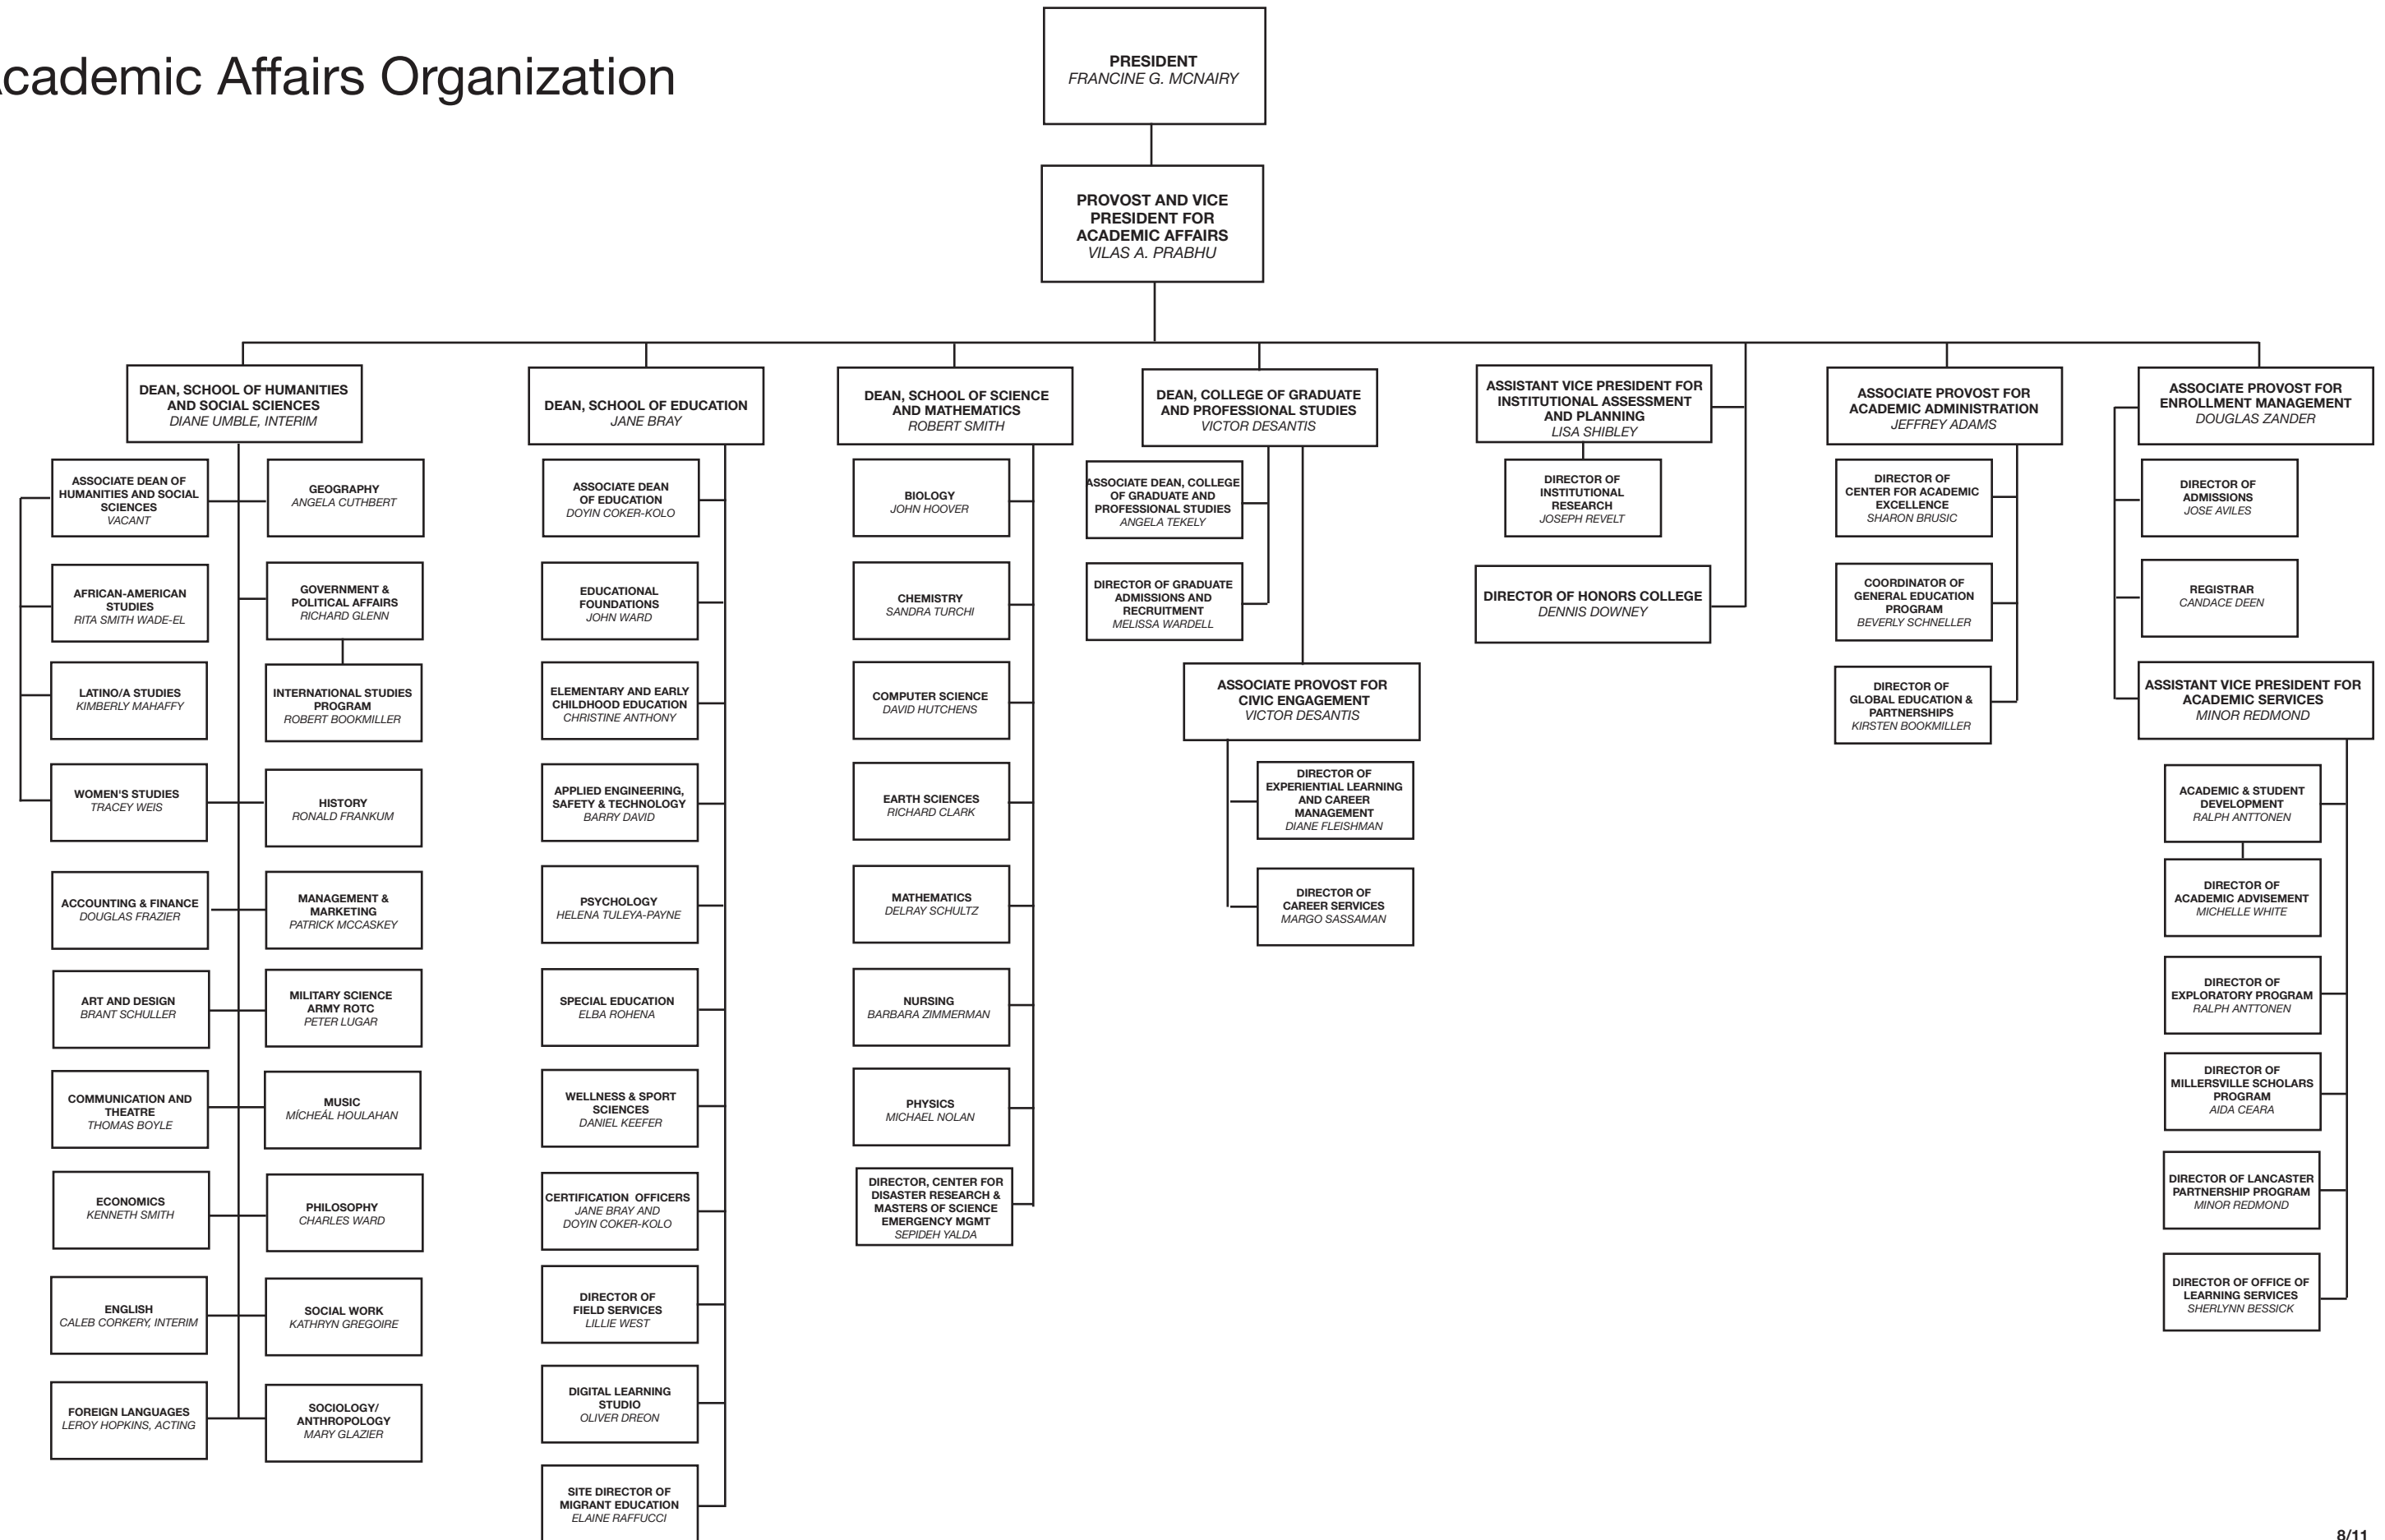 cademic Affairs Organization
PRESIDENT
FRANCINE G. MCNAIRY
PROVOST AND VICE
PRESIDENT FOR
ACADEMIC AFFAIRS
VILAS A. PRABHU
DEAN, SCHOOL OF HUMANITIES
AND SOCIAL SCIENCES
DIANE UMBLE, INTERIM
ASSOCIATE DEAN OF
HUMANITIES AND SOCIAL
SCIENCES
VACANT
AFRICAN-AMERICAN
STUDIES
RITA SMITH WADE-EL
LATINO/A STUDIES
KIMBERLY MAHAFFY
WOMEN'S STUDIES
TRACEY WEIS
ACCOUNTING & FINANCE
DOUGLAS FRAZIER
ART AND DESIGN
BRANT SCHULLER
COMMUNICATION AND
THEATRE
THOMAS BOYLE
ECONOMICS
KENNETH SMITH
ENGLISH
CALEB CORKERY, INTERIM
FOREIGN LANGUAGES
LEROY HOPKINS, ACTING
GEOGRAPHY
ANGELA CUTHBERT
GOVERNMENT &
POLITICAL AFFAIRS
RICHARD GLENN
INTERNATIONAL STUDIES
PROGRAM
ROBERT BOOKMILLER
HISTORY
RONALD FRANKUM
MANAGEMENT &
MARKETING
PATRICK MCCASKEY
MILITARY SCIENCE
ARMY ROTC
PETER LUGAR
MUSIC
MÍCHEÁL HOULAHAN
PHILOSOPHY
CHARLES WARD
SOCIAL WORK
KATHRYN GREGOIRE
SOCIOLOGY/
ANTHROPOLOGY
MARY GLAZIER
DEAN, SCHOOL OF EDUCATION
JANE BRAY
ASSOCIATE DEAN
OF EDUCATION
DOYIN COKER-KOLO
EDUCATIONAL
FOUNDATIONS
JOHN WARD
ELEMENTARY AND EARLY
CHILDHOOD EDUCATION
CHRISTINE ANTHONY
APPLIED ENGINEERING,
SAFETY & TECHNOLOGY
BARRY DAVID
PSYCHOLOGY
HELENA TULEYA-PAYNE
SPECIAL EDUCATION
ELBA ROHENA
WELLNESS & SPORT
SCIENCES
DANIEL KEEFER
CERTIFICATION OFFICERS
JANE BRAY AND
DOYIN COKER-KOLO
DIRECTOR OF
FIELD SERVICES
LILLIE WEST
DIGITAL LEARNING
STUDIO
OLIVER DREON
SITE DIRECTOR OF
MIGRANT EDUCATION
ELAINE RAFFUCCI
DEAN, SCHOOL OF SCIENCE
AND MATHEMATICS
ROBERT SMITH
BIOLOGY
JOHN HOOVER
CHEMISTRY
SANDRA TURCHI
COMPUTER SCIENCE
DAVID HUTCHENS
EARTH SCIENCES
RICHARD CLARK
MATHEMATICS
DELRAY SCHULTZ
NURSING
BARBARA ZIMMERMAN
PHYSICS
MICHAEL NOLAN
DIRECTOR, CENTER FOR
DISASTER RESEARCH &
MASTERS OF SCIENCE
EMERGENCY MGMT
SEPIDEH YALDA
DEAN, COLLEGE OF GRADUATE
AND PROFESSIONAL STUDIES
VICTOR DESANTIS
ASSOCIATE DEAN, COLLEGE
OF GRADUATE AND
PROFESSIONAL STUDIES
ANGELA TEKELY
DIRECTOR OF GRADUATE
ADMISSIONS AND
RECRUITMENT
MELISSA WARDELL
ASSOCIATE PROVOST FOR
CIVIC ENGAGEMENT
VICTOR DESANTIS
DIRECTOR OF
EXPERIENTIAL LEARNING
AND CAREER
MANAGEMENT
DIANE FLEISHMAN
DIRECTOR OF
CAREER SERVICES
MARGO SASSAMAN
ASSISTANT VICE PRESIDENT FOR
INSTITUTIONAL ASSESSMENT
AND PLANNING
LISA SHIBLEY
DIRECTOR OF
INSTITUTIONAL
RESEARCH
JOSEPH REVELT
DIRECTOR OF HONORS COLLEGE
DENNIS DOWNEY
ASSOCIATE PROVOST FOR
ACADEMIC ADMINISTRATION
JEFFREY ADAMS
DIRECTOR OF
CENTER FOR ACADEMIC
EXCELLENCE
SHARON BRUSIC
COORDINATOR OF
GENERAL EDUCATION
PROGRAM
BEVERLY SCHNELLER
DIRECTOR OF
GLOBAL EDUCATION &
PARTNERSHIPS
KIRSTEN BOOKMILLER
ASSOCIATE PROVOST FOR
ENROLLMENT MANAGEMENT
DOUGLAS ZANDER
DIRECTOR OF
ADMISSIONS
JOSE AVILES
REGISTRAR
CANDACE DEEN
ASSISTANT VICE PRESIDENT FOR
ACADEMIC SERVICES
MINOR REDMOND
ACADEMIC & STUDENT
DEVELOPMENT
RALPH ANTTONEN
DIRECTOR OF
ACADEMIC ADVISEMENT
MICHELLE WHITE
DIRECTOR OF
EXPLORATORY PROGRAM
RALPH ANTTONEN
DIRECTOR OF
MILLERSVILLE SCHOLARS
PROGRAM
AIDA CEARA
DIRECTOR OF LANCASTER
PARTNERSHIP PROGRAM
MINOR REDMOND
DIRECTOR OF OFFICE OF
LEARNING SERVICES
SHERLYNN BESSICK
8/11